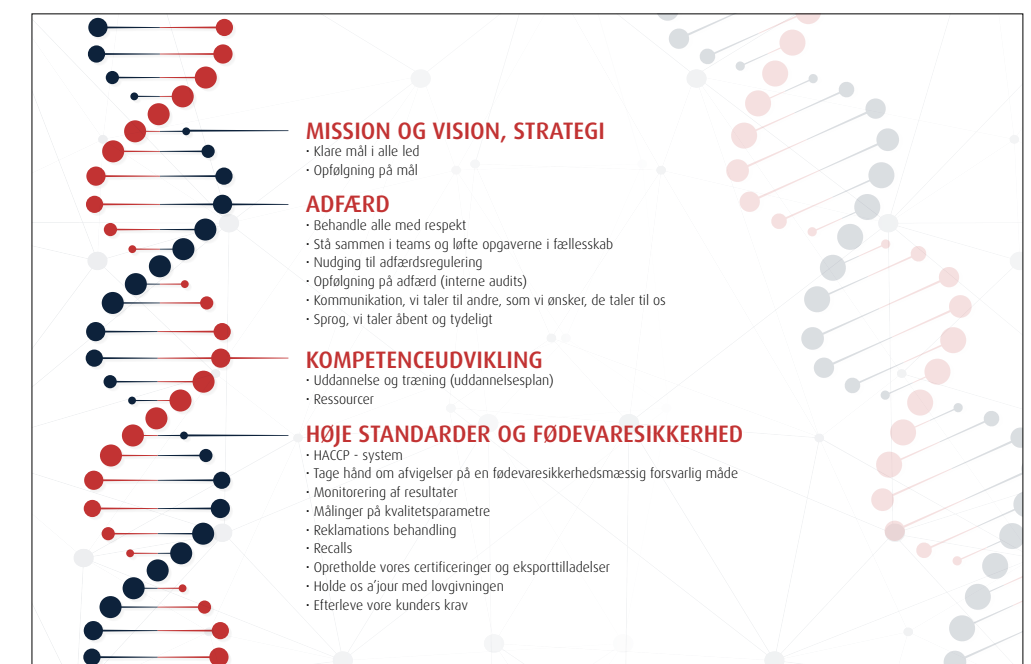 MISSION OG VISION, STRATEGI
· Klare mål i alle led
· Opfølgning på mål
ADFÆRD
· Behandle alle med respekt
· Stå sammen i teams og løfte opgaverne i fællesskab
· Nudging til adfærdsregulering
· Opfølgning på adfærd (interne audits)
· Kommunikation, vi taler til andre, som vi ønsker, de taler til os
· Sprog, vi taler åbent og tydeligt
KOMPETENCEUDVIKLING
· Uddannelse og træning (uddannelsesplan)
· Ressourcer
HØJE STANDARDER OG FØDEVARESIKKERHED
· HACCP - system
· Tage hånd om afvigelser på en fødevaresikkerhedsmæssig forsvarlig måde
· Monitorering af resultater
· Målinger på kvalitetsparametre
· Reklamations behandling
· Recalls
· Opretholde vores certificeringer og eksporttilladelser
· Holde os a’jour med lovgivningen
· Efterleve vore kunders krav